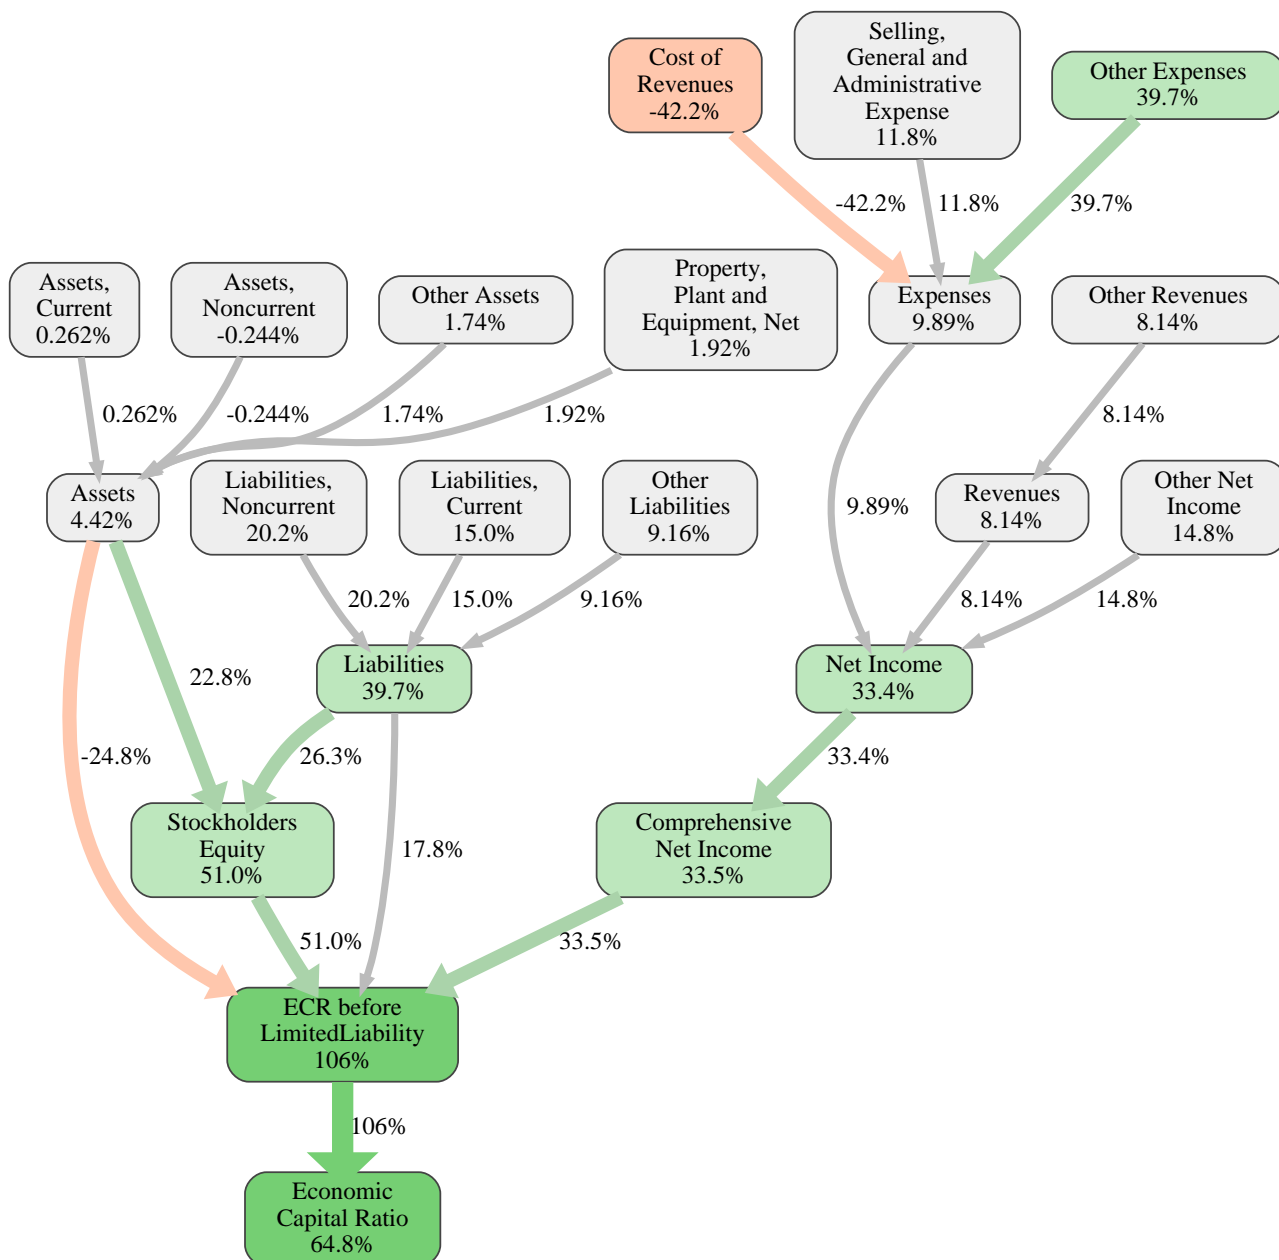 Cost of
Revenues
-42.2%
Selling,
General and
Administrative
Expense
11.8%
Other Expenses
39.7%
-42.2%
11.8%
39.7%
Assets,
Current
0.262%
Assets,
Noncurrent
-0.244%
Other Assets
1.74%
Property,
Plant and
Equipment, Net
1.92%
Expenses
9.89%
Other Revenues
8.14%
0.262%
-0.244%
1.74%
1.92%
8.14%
Assets
4.42%
Liabilities,
Noncurrent
20.2%
Liabilities,
Current
15.0%
Other
Liabilities
9.16%
9.89%
Revenues
8.14%
Other Net
Income
14.8%
20.2%
15.0%
9.16%
8.14%
14.8%
22.8%
Liabilities
39.7%
Net Income
33.4%
-24.8%
26.3%
33.4%
Stockholders
Equity
51.0%
17.8%
Comprehensive
Net Income
33.5%
51.0%
33.5%
ECR before
LimitedLiability
106%
106%
Economic
Capital Ratio
64.8%